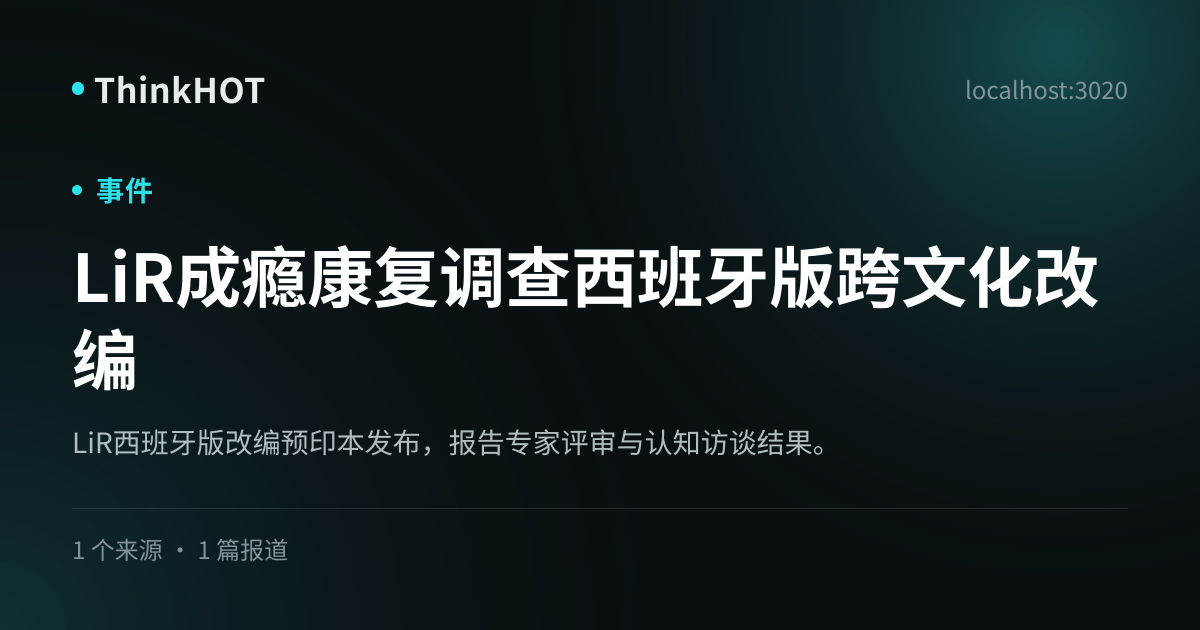 ThinkHOT
localhost:3020
事件
LiR成瘾康复调查西班牙版跨文化改
编
LiR西班牙版改编预印本发布，报告专家评审与认知访谈结果。
1 个来源 · 1 篇报道